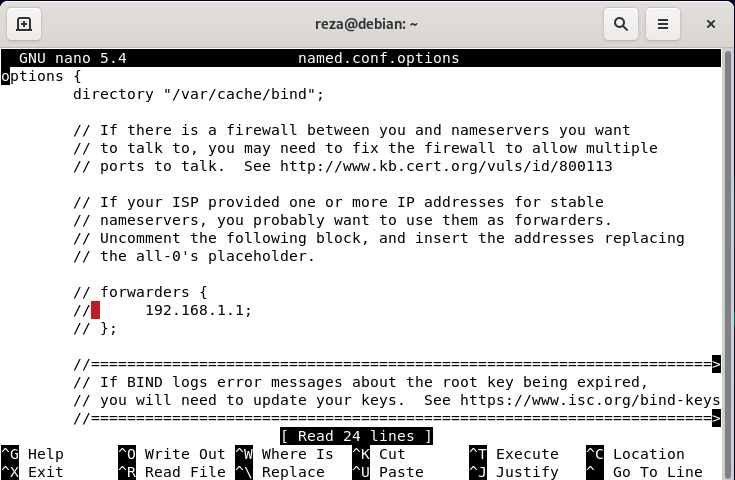 reza@debian: ~
GNU nano 5.4 named.conf.options
options {
directory "/var/cache/bind";
// If there is a firewall between you and nameservers you want
// to talk to, you may need to fix the firewall to allow multiple
// ports to talk.  See http://www.kb.cert.org/vuls/id/800113
// If your ISP provided one or more IP addresses for stable
// nameservers, you probably want to use them as forwarders.
// Uncomment the following block, and insert the addresses replacing
// the all-0's placeholder.
// forwarders {
//      192.168.1.1;
// };
//=====================================================================>
// If BIND logs error messages about the root key being expired,
// you will need to update your keys.  See https://www.isc.org/bind-keys
//=====================================================================>
[ Read 24 lines ]
^G Help ^O Write Out ^W Where Is ^K Cut ^T Execute ^C Location
^X Exit ^R Read File ^\ Replace ^U Paste ^J Justify ^_ Go To Line